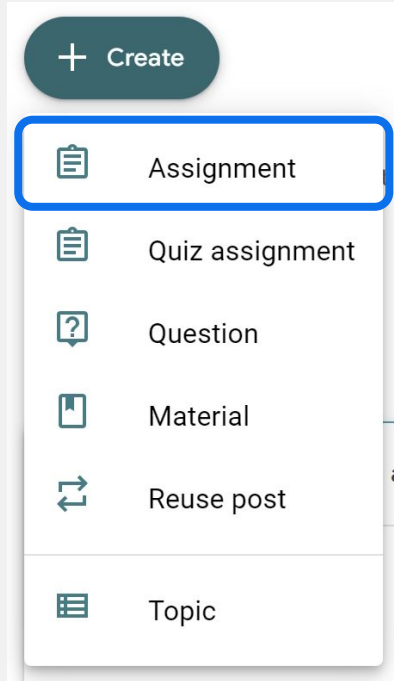 Create
Assignment
Quiz assignment
Question
Material
Reuse post
Topic